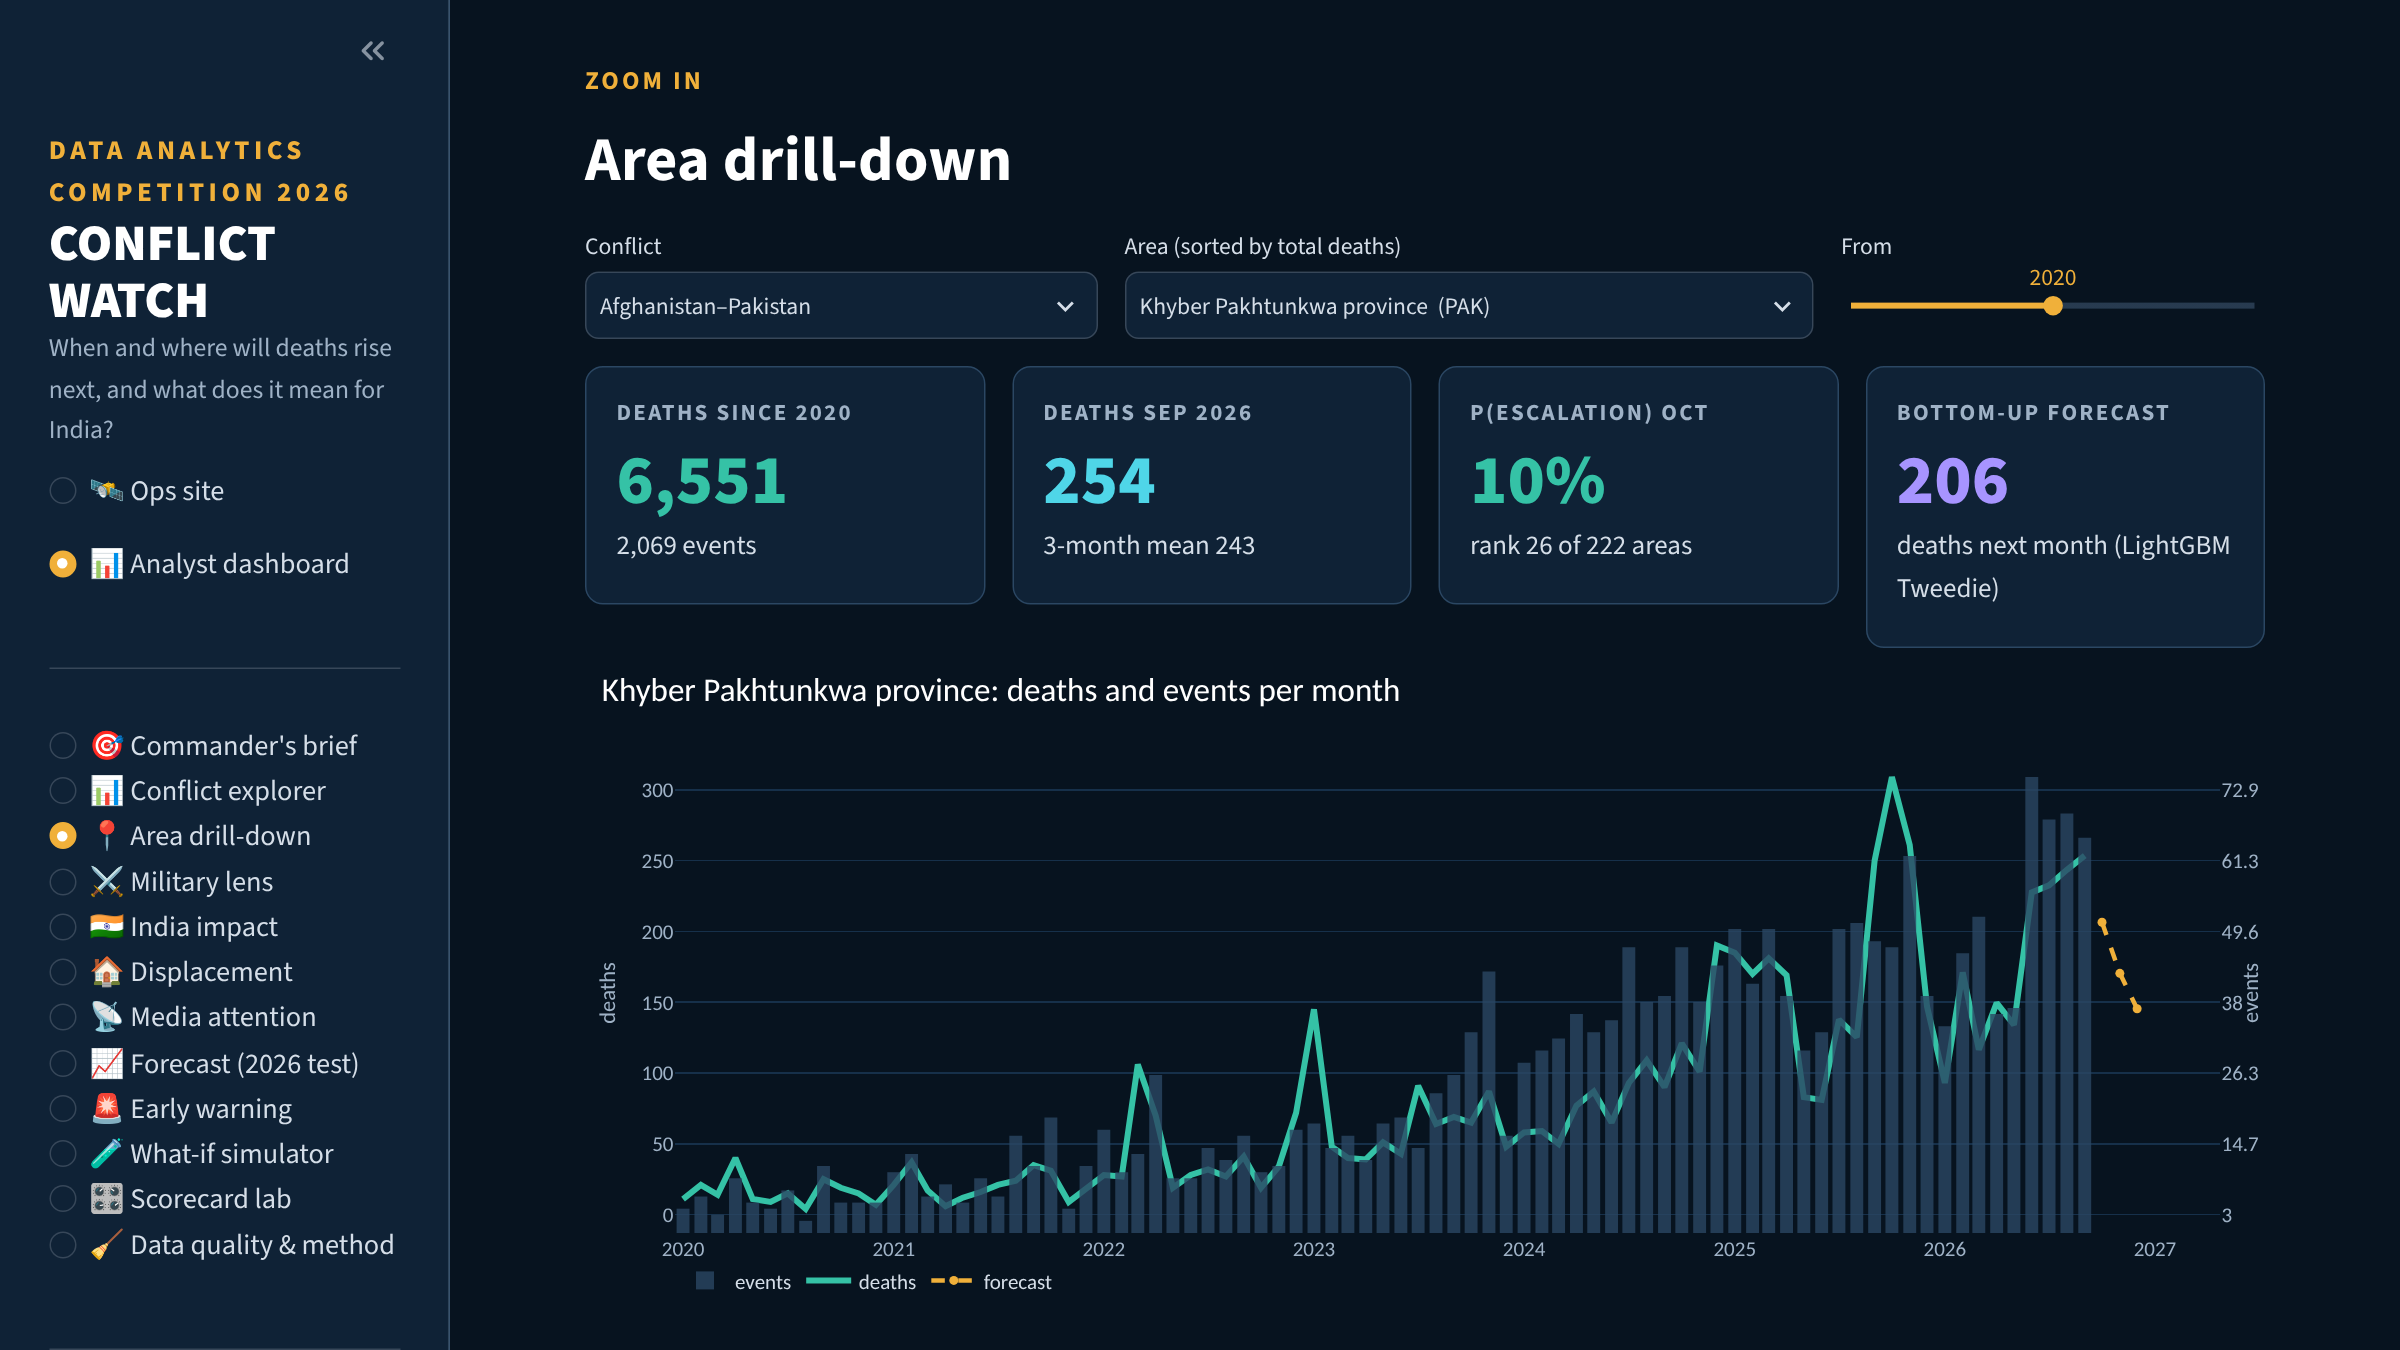 DATA ANALYTICS
COMPETITION 2026
CONFLICT
WATCH
When and where will deaths rise
next, and what does it mean for
India?
Ops site
Analyst dashboard
Commander's brief
Conflict explorer
Area drill-down
Military lens
India impact
Displacement
Media attention
Forecast (2026 test)
Early warning
What-if simulator
Scorecard lab
Data quality & method
ZOOM IN
Area drill-down
Conflict
Afghanistan–Pakistan
Area (sorted by total deaths)
Khyber Pakhtunkwa province (PAK)
From
2020
DEATHS SINCE 2020
6,551
2,069 events
DEATHS SEP 2026
254
3-month mean 243
P(ESCALATION) OCT
10%
rank 26 of 222 areas
BOTTOM-UP FORECAST
206
deaths next month (LightGBM
Tweedie)
Khyber Pakhtunkwa province: deaths and events per month
deaths
300
250
200
150
100
50
0
72.9
61.3
49.6
38
26.3
14.7
3
events
2020 2021 2022 2023 2024 2025 2026 2027
events deaths forecast